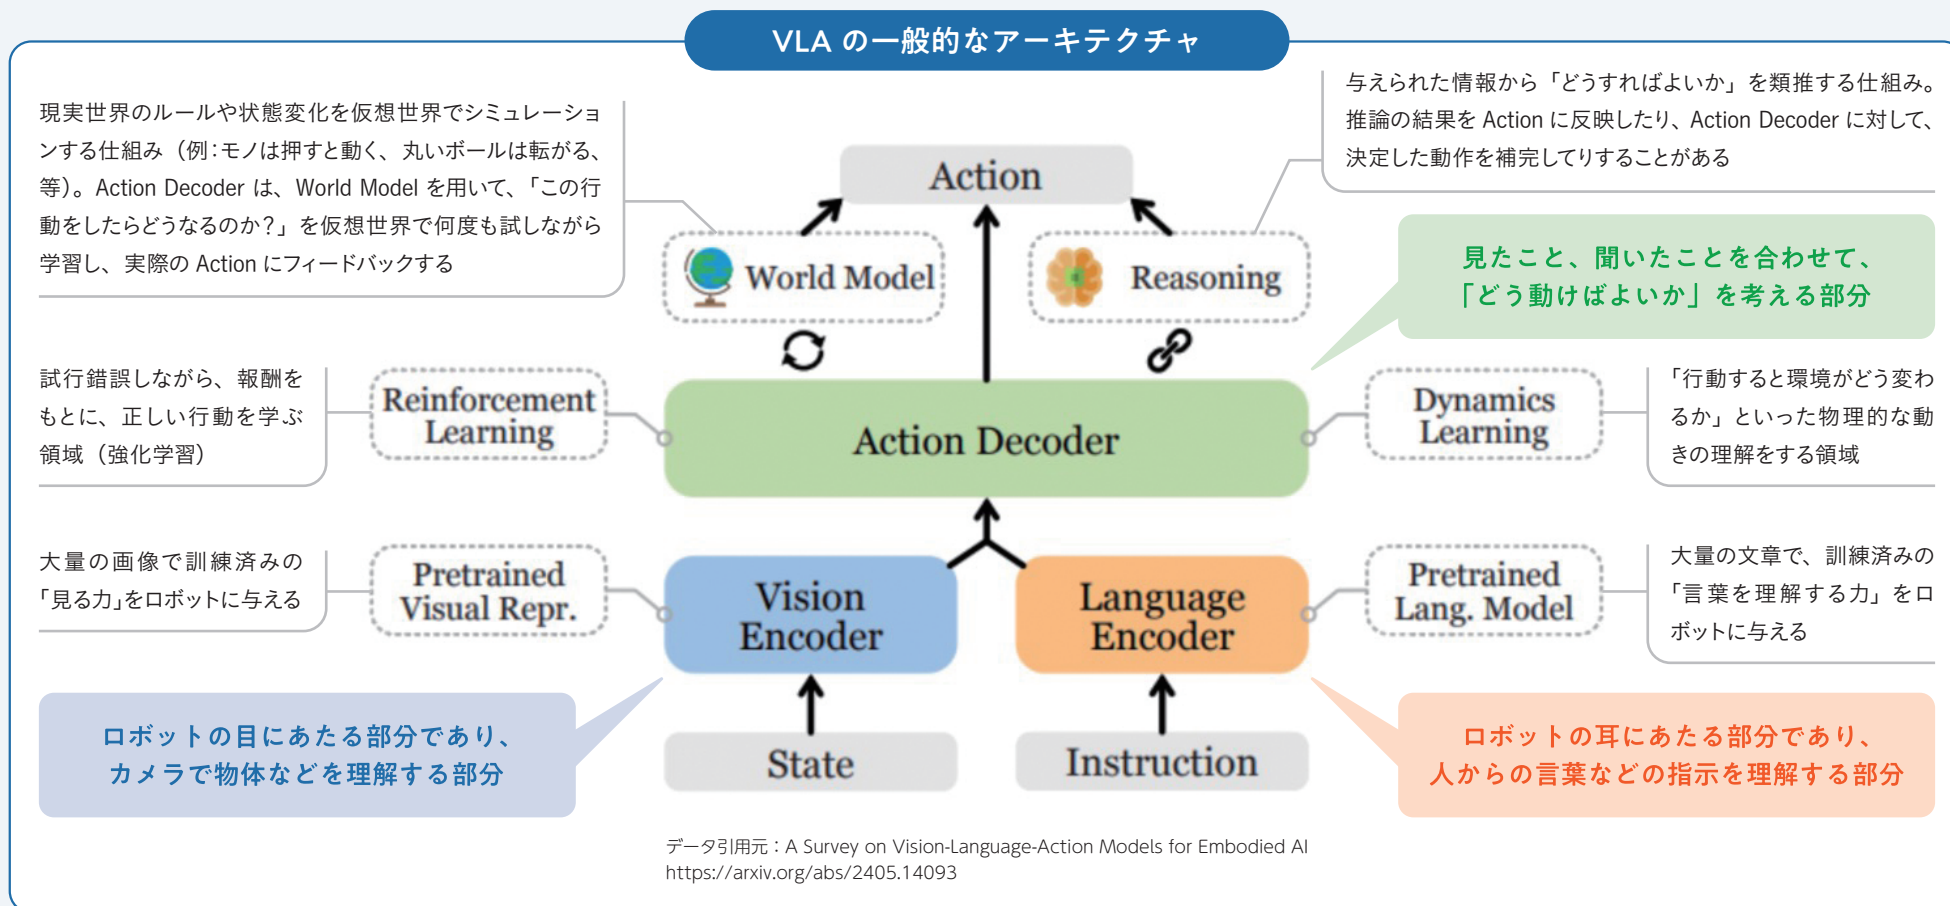 VLA の一般的なアーキテクチャ
現実世界のルールや状態変化を仮想世界でシミュレーショ
ンする仕組み（例：モノは押すと動く、丸いボールは転がる、
等）。Action Decoder は、World Model を用いて、「この行
動をしたらどうなるのか？」を仮想世界で何度も試しながら
学習し、実際の Action にフィードバックする
与えられた情報から「どうすればよいか」を類推する仕組み。
推論の結果を Action に反映したり、Action Decoder に対して、
決定した動作を補完してりすることがある
Action
World Model
Reasoning
見たこと、聞いたことを合わせて、
「どう動けばよいか」を考える部分
試行錯誤しながら、報酬を
もとに、正しい行動を学ぶ
領域（強化学習）
Reinforcement
Learning
Action Decoder
Dynamics
Learning
「行動すると環境がどう変わ
るか」といった物理的な動
きの理解をする領域
大量の画像で訓練済みの
「見る力」をロボットに与える
Pretrained
Visual Repr.
Vision
Encoder
Language
Encoder
Pretrained
Lang. Model
大量の文章で、訓練済みの
「言葉を理解する力」をロ
ボットに与える
ロボットの目にあたる部分であり、
カメラで物体などを理解する部分
State
Instruction
ロボットの耳にあたる部分であり、
人からの言葉などの指示を理解する部分
データ引用元：A Survey on Vision-Language-Action Models for Embodied AI
https://arxiv.org/abs/2405.14093